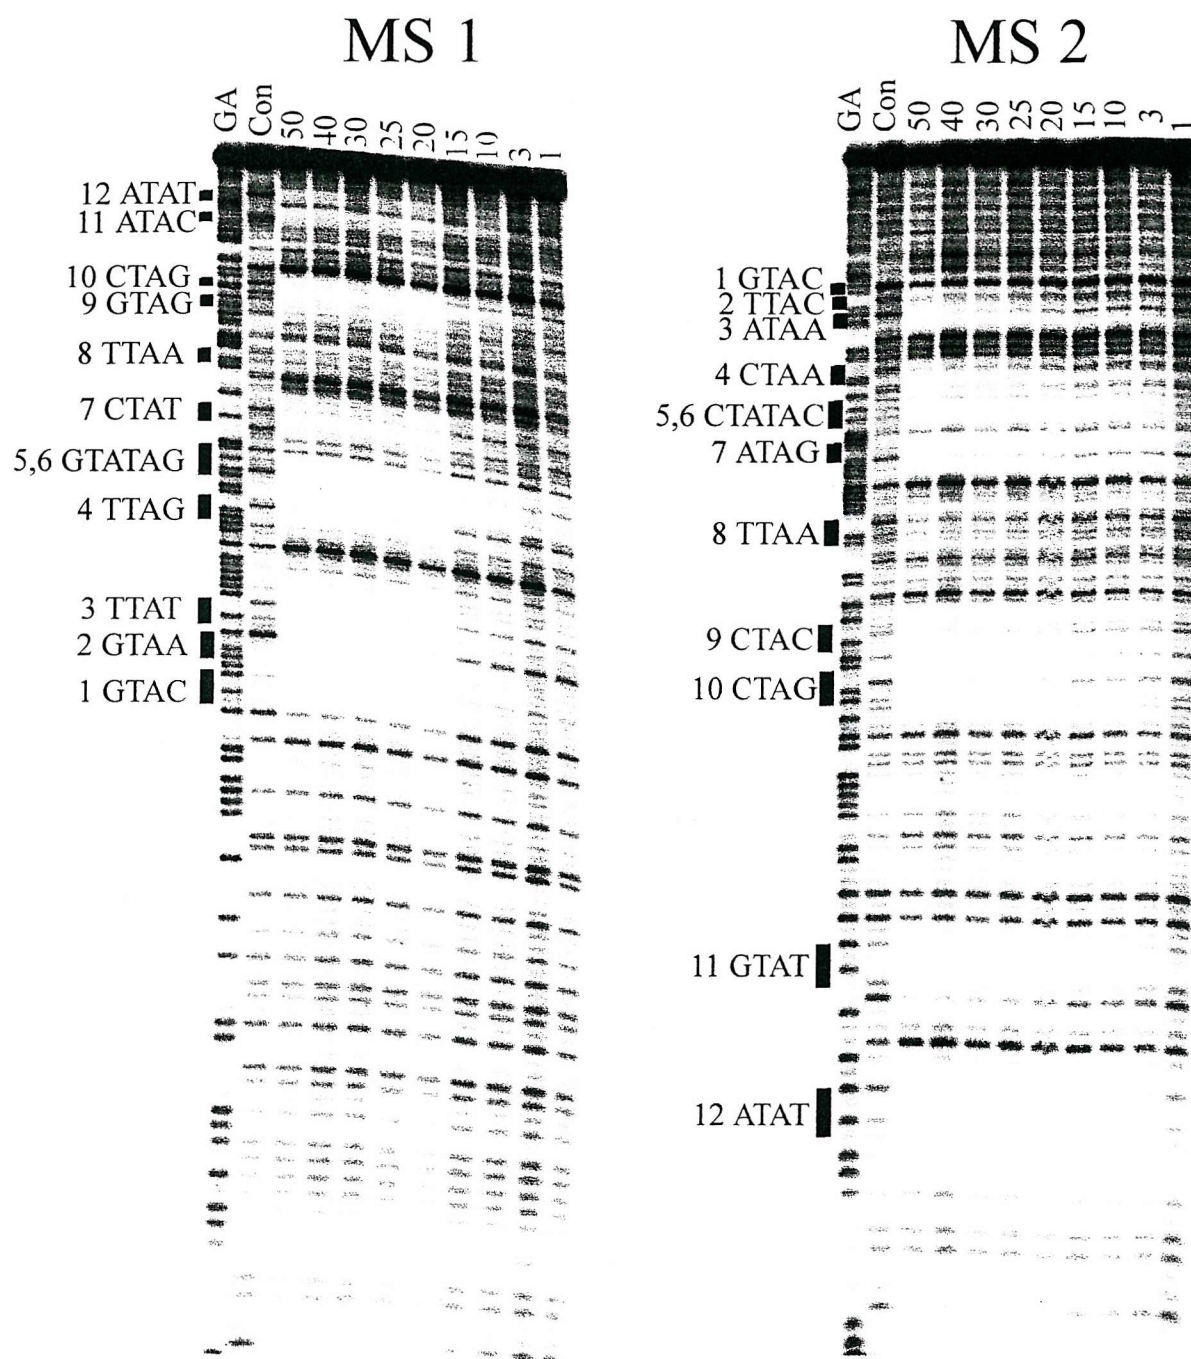 MS 1
GA Con 50 40 30 25 20 15 10 3 1
12 ATAT
11 ATAC
10 CTAG
9 GTAG
8 TTAA
7 CTAT
5,6 GTATAG
4 TTAG
3 TTAT
2 GTAA
1 GTAC
MS 2
GA Con 50 40 30 25 20 15 10 3 1
1 GTAC
2 TTAC
3 ATAA
4 CTAA
5,6 CTATAC
7 ATAG
8 TTAA
9 CTAC
10 CTAG
11 GTAT
12 ATAT